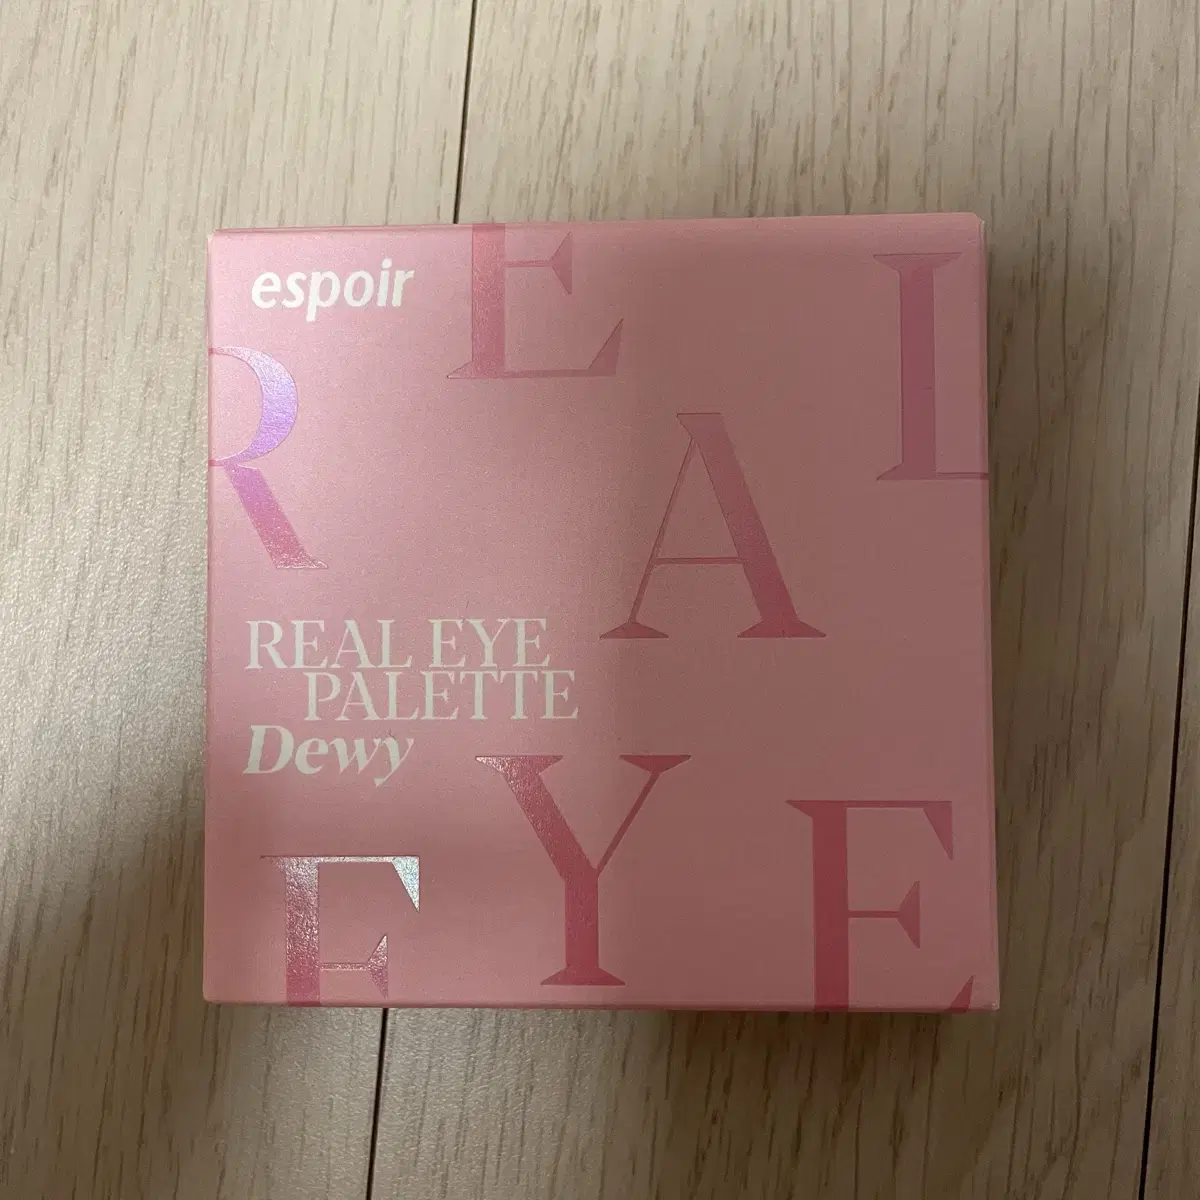 espoir
R E A L
REAL EYE
PALETTE
Dewy
E Y E